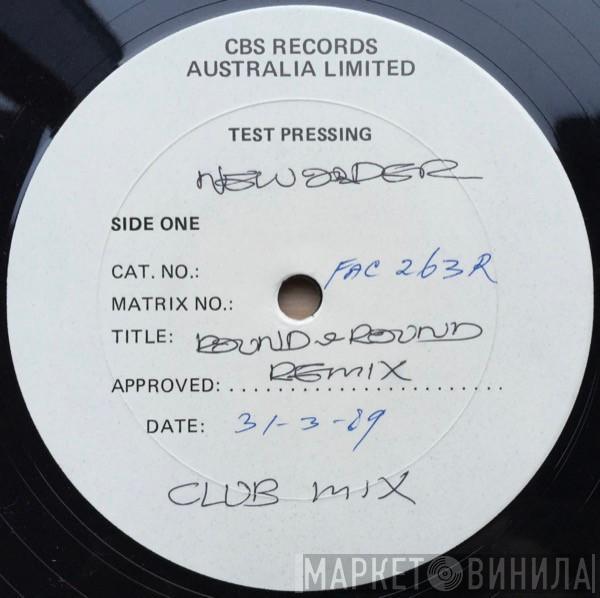 CBS RECORDS
AUSTRALIA LIMITED
TEST PRESSING
NEW ORDER
SIDE ONE
CAT. NO.: FAC 263R
MATRIX NO.:
TITLE: ROUND & ROUND
REMIX
APPROVED: ............................
DATE: 31-3-89
CLUB MIX
МАРКЕТ ВИНИЛА